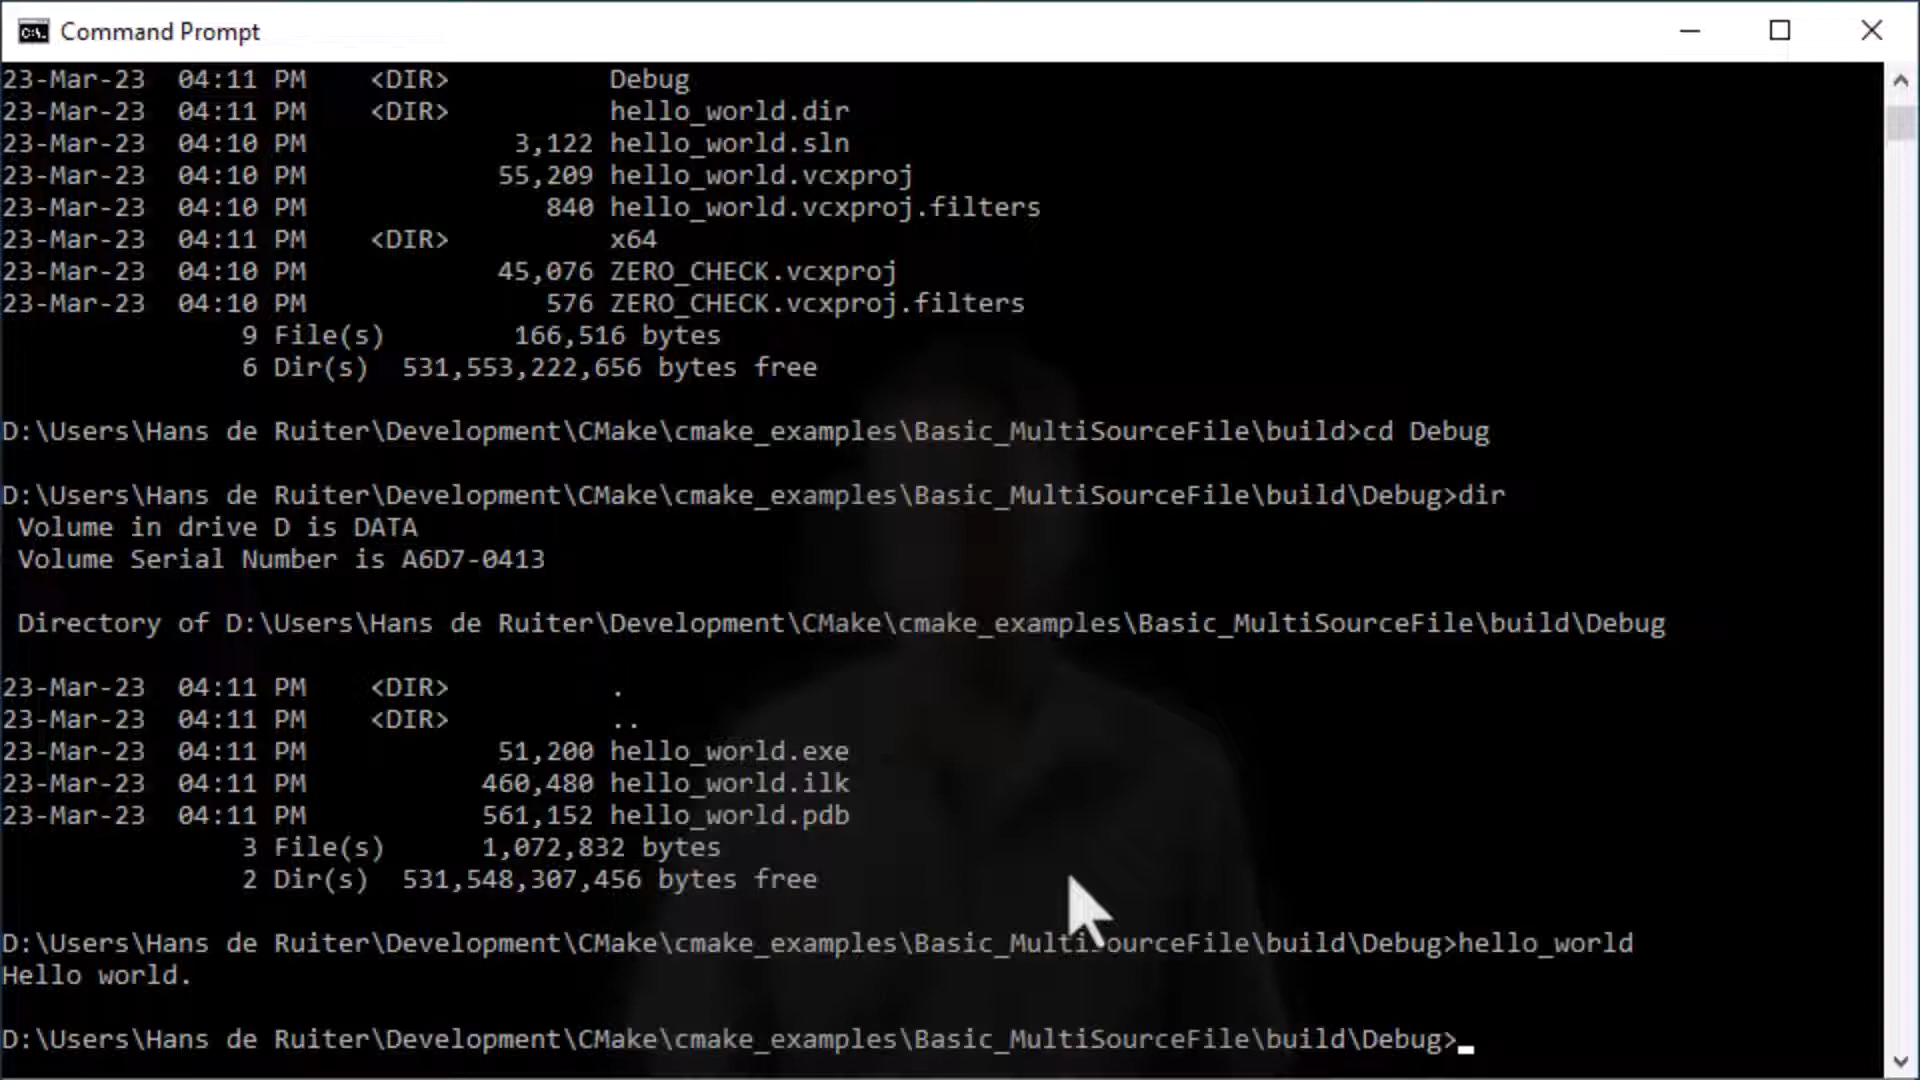 Command Prompt
23-Mar-23  04:11 PM    <DIR>          Debug
23-Mar-23  04:11 PM    <DIR>          hello_world.dir
23-Mar-23  04:10 PM             3,122 hello_world.sln
23-Mar-23  04:10 PM            55,209 hello_world.vcxproj
23-Mar-23  04:10 PM               840 hello_world.vcxproj.filters
23-Mar-23  04:11 PM    <DIR>          x64
23-Mar-23  04:10 PM            45,076 ZERO_CHECK.vcxproj
23-Mar-23  04:10 PM               576 ZERO_CHECK.vcxproj.filters
               9 File(s)        166,516 bytes
               6 Dir(s)  531,553,222,656 bytes free
D:\Users\Hans de Ruiter\Development\CMake\cmake_examples\Basic_MultiSourceFile\build>cd Debug
D:\Users\Hans de Ruiter\Development\CMake\cmake_examples\Basic_MultiSourceFile\build\Debug>dir
 Volume in drive D is DATA
 Volume Serial Number is A6D7-0413
 Directory of D:\Users\Hans de Ruiter\Development\CMake\cmake_examples\Basic_MultiSourceFile\build\Debug
23-Mar-23  04:11 PM    <DIR>          .
23-Mar-23  04:11 PM    <DIR>          ..
23-Mar-23  04:11 PM            51,200 hello_world.exe
23-Mar-23  04:11 PM           460,480 hello_world.ilk
23-Mar-23  04:11 PM           561,152 hello_world.pdb
               3 File(s)      1,072,832 bytes
               2 Dir(s)  531,548,307,456 bytes free
D:\Users\Hans de Ruiter\Development\CMake\cmake_examples\Basic_MultiSourceFile\build\Debug>hello_world
Hello world.
D:\Users\Hans de Ruiter\Development\CMake\cmake_examples\Basic_MultiSourceFile\build\Debug>